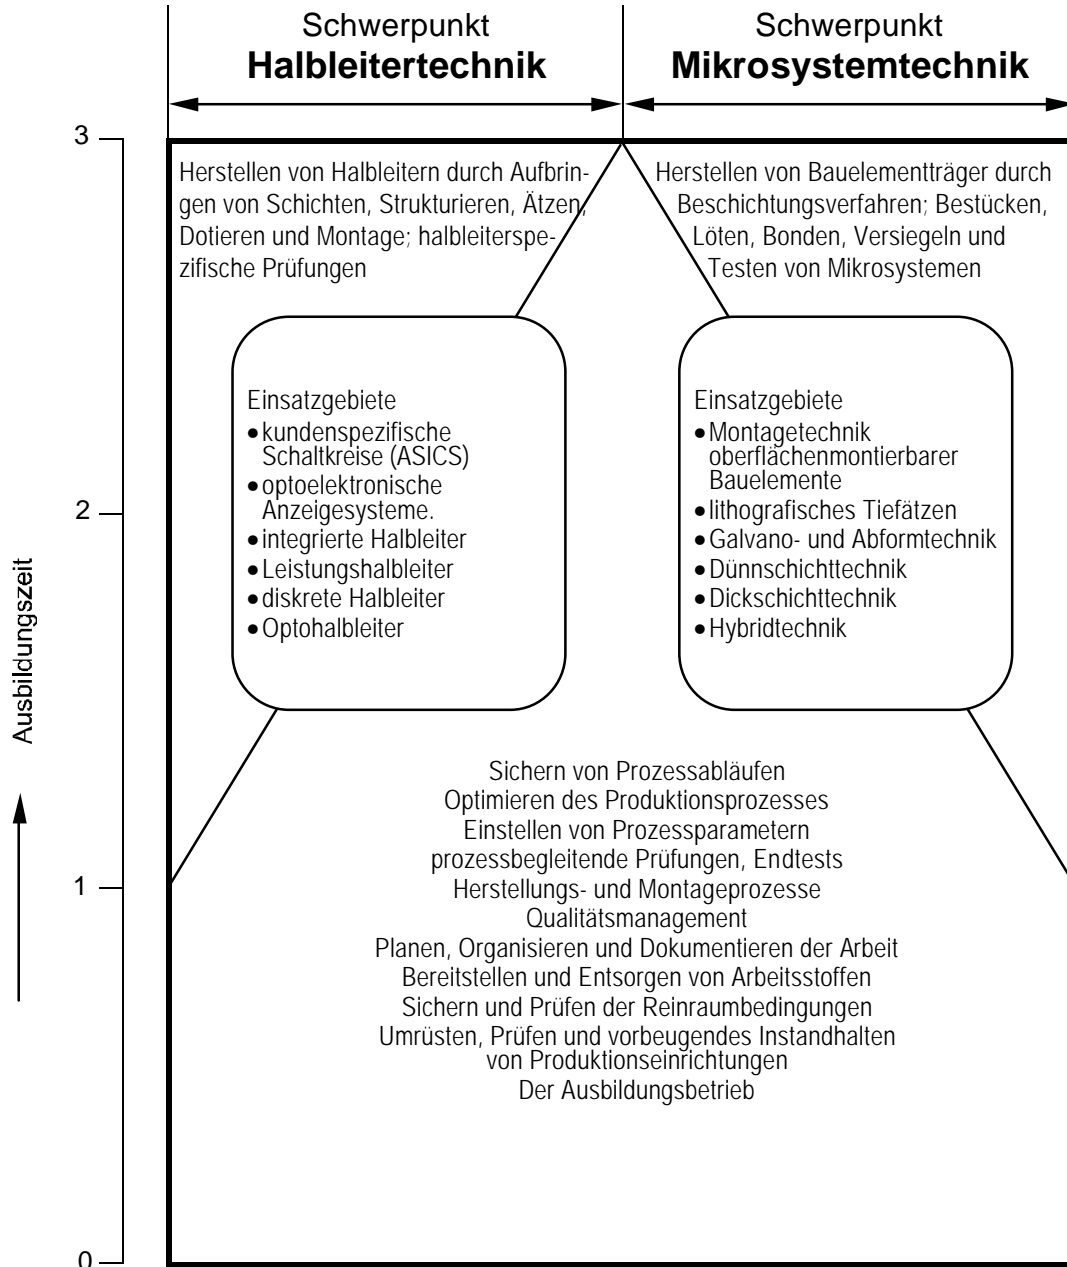 Schwerpunkt
Halbleitertechnik
Schwerpunkt
Mikrosystemtechnik
3
Herstellen von Halbleitern durch Aufbrin-
gen von Schichten, Strukturieren, Ätzen,
Dotieren und Montage; halbleiterspe-
zifische Prüfungen
Herstellen von Bauelementträger durch
Beschichtungsverfahren; Bestücken,
Löten, Bonden, Versiegeln und
Testen von Mikrosystemen
Einsatzgebiete
•kundenspezifische
Schaltkreise (ASICS)
•optoelektronische
Anzeigesysteme.
•integrierte Halbleiter
•Leistungshalbleiter
•diskrete Halbleiter
•Optohalbleiter
Einsatzgebiete
•Montagetechnik
oberflächenmontierbarer
Bauelemente
•lithografisches Tiefätzen
•Galvano- und Abformtechnik
•Dünnschichttechnik
•Dickschichttechnik
•Hybridtechnik
2
Ausbildungszeit
Sichern von Prozessabläufen
Optimieren des Produktionsprozesses
Einstellen von Prozessparametern
prozessbegleitende Prüfungen, Endtests
1
Herstellungs- und Montageprozesse
Qualitätsmanagement
Planen, Organisieren und Dokumentieren der Arbeit
Bereitstellen und Entsorgen von Arbeitsstoffen
Sichern und Prüfen der Reinraumbedingungen
Umrüsten, Prüfen und vorbeugendes Instandhalten
von Produktionseinrichtungen
Der Ausbildungsbetrieb
0